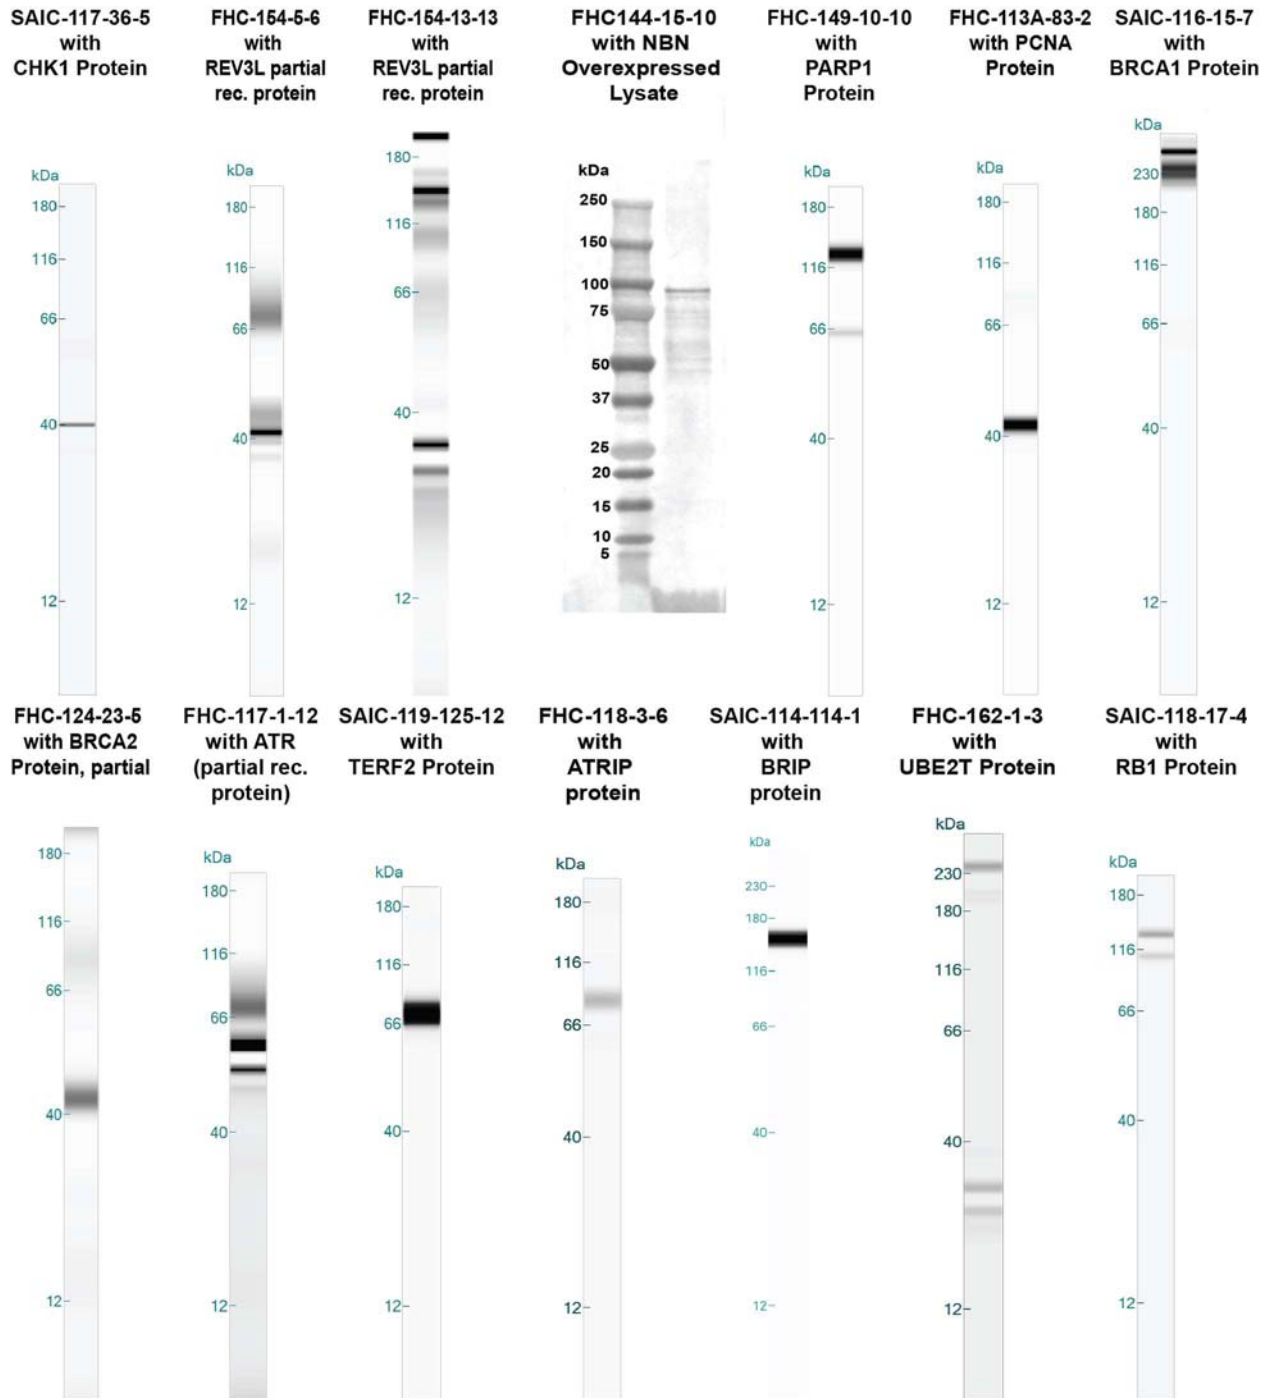 SAIC-117-36-5
with
CHK1 Protein
FHC-154-5-6
with
REV3L partial
rec. protein
FHC-154-13-13
with
REV3L partial
rec. protein
FHC144-15-10
with NBN
Overexpressed
Lysate
FHC-149-10-10
with
PARP1
Protein
FHC-113A-83-2
with PCNA
Protein
SAIC-116-15-7
with
BRCA1 Protein
kDa
180
116
66
40
12
kDa
180
116
66
40
12
180
116
66
40
12
kDa
250
150
100
75
50
37
25
20
15
10
5
kDa
180
116
66
40
12
kDa
180
116
66
40
12
kDa
230
180
116
66
40
12
FHC-124-23-5
with BRCA2
Protein, partial
FHC-117-1-12
with ATR
(partial rec.
protein)
SAIC-119-125-12
with
TERF2 Protein
FHC-118-3-6
with
ATRIP
protein
SAIC-114-114-1
with
BRIP
protein
FHC-162-1-3
with
UBE2T Protein
SAIC-118-17-4
with
RB1 Protein
180
116
66
40
12
kDa
180
116
66
40
12
kDa
180
116
66
40
12
kDa
180
116
66
40
12
kDa
230
180
116
66
40
12
kDa
230
180
116
66
40
12
kDa
180
116
66
40
12